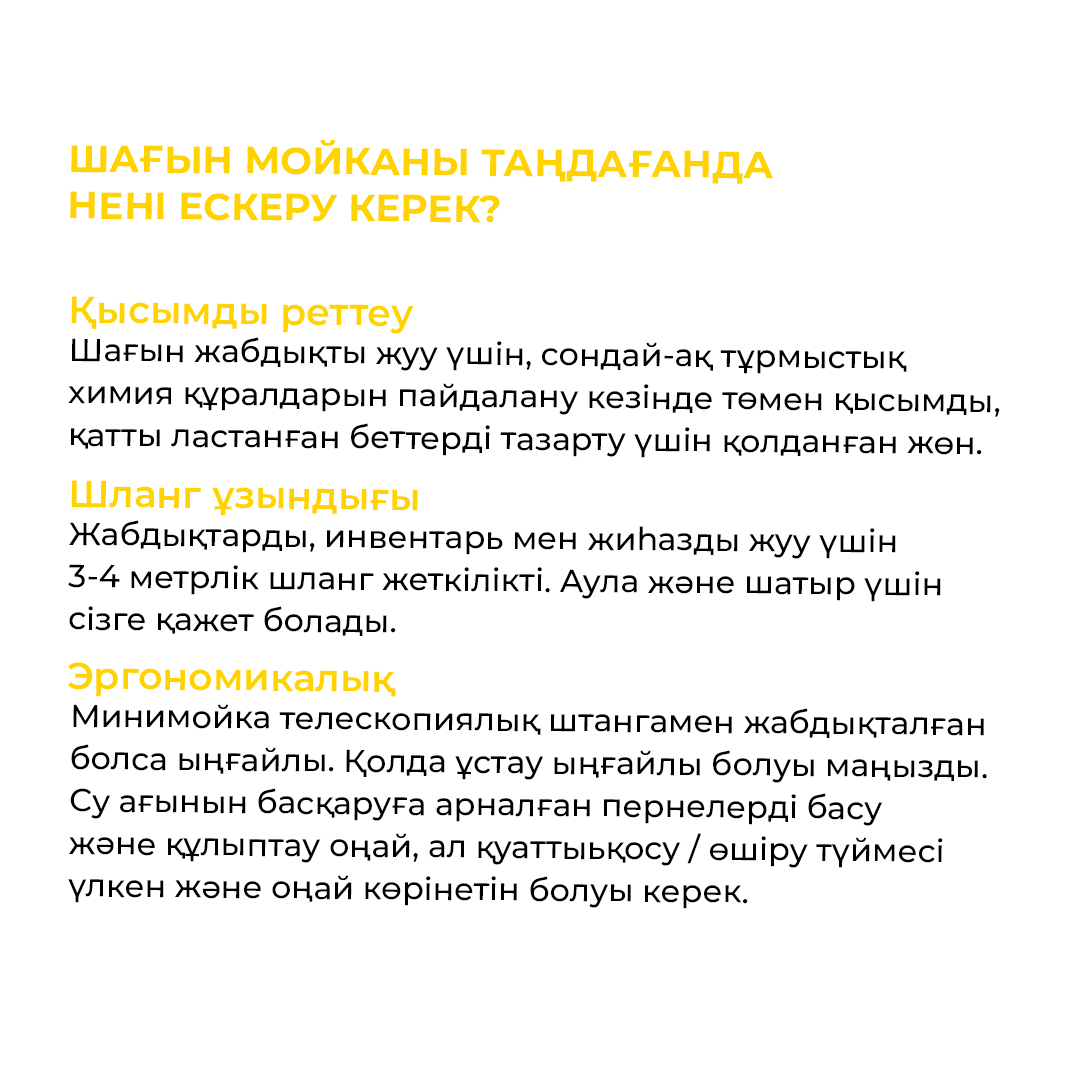 ШАҒЫН МОЙКАНЫ ТАҢДАҒАНДА
НЕНІ ЕСКЕРУ КЕРЕК?
Қысымды реттеу
Шағын жабдықты жуу үшін, сондай-ақ тұрмыстық
химия құралдарын пайдалану кезінде төмен қысымды,
қатты ластанған беттерді тазарту үшін қолданған жөн.
Шланг ұзындығы
Жабдықтарды, инвентарь мен жиһазды жуу үшін
3-4 метрлік шланг жеткілікті. Аула және шатыр үшін
сізге қажет болады.
Эргономикалық
Минимойка телескопиялық штангамен жабдықталған
болса ыңғайлы. Қолда ұстау ыңғайлы болуы маңызды.
Су ағынын басқаруға арналған пернелерді басу
және құлыптау оңай, ал қуаттыықосу / өшіру түймесі
үлкен және оңай көрінетін болуы керек.